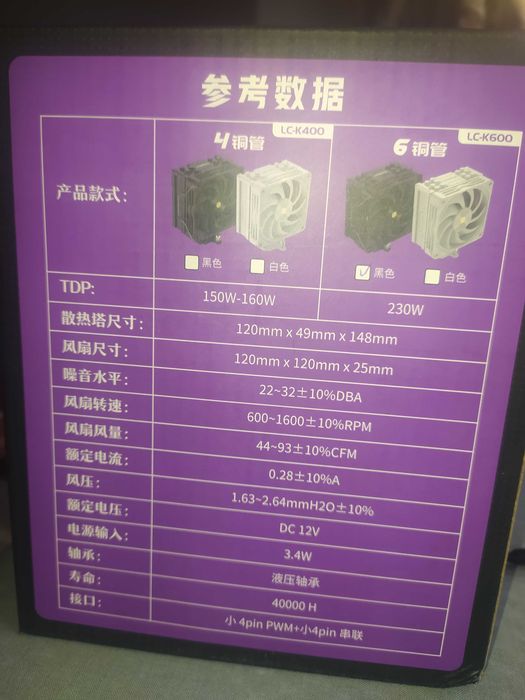 参考数据
产品款式：
4铜管 LC-K400
6铜管 LC-K600
黑色 白色 黑色 白色
TDP: 150W-160W 230W
散热塔尺寸： 120mm x 49mm x 148mm
风扇尺寸： 120mm x 120mm x 25mm
噪音水平： 22~32±10%DBA
风扇转速： 600~1600±10%RPM
风扇风量： 44~93±10%CFM
额定电流： 0.28±10%A
风压： 1.63~2.64mmH2O±10%
额定电压： DC 12V
电源输入： 3.4W
轴承： 液压轴承
寿命： 40000 H
接口： 小 4pin PWM+小4pin 串联